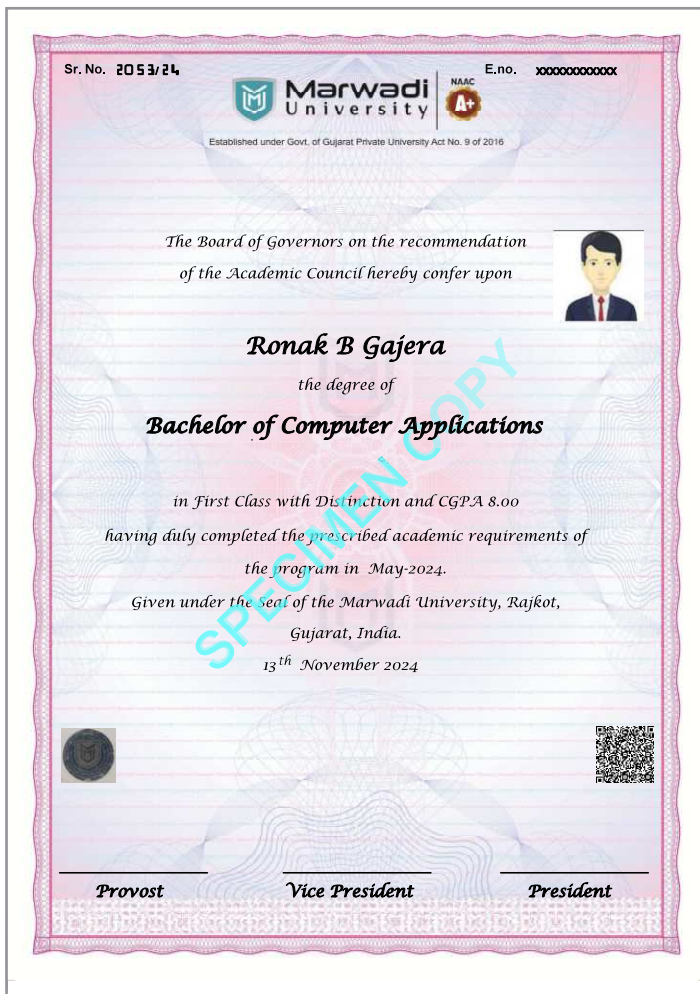 Sr. No. 2053/24
E.no. xxxxxxxxxxxx
Marwadi
University
NAAC
A+
Established under Govt. of Gujarat Private University Act No. 9 of 2016
The Board of Governors on the recommendation
of the Academic Council hereby confer upon
Ronak B Gajera
the degree of
Bachelor of Computer Applications
SPECIMEN COPY
in First Class with Distinction and CGPA 8.00
having duly completed the prescribed academic requirements of
the program in May-2024.
Given under the Seal of the Marwadi University, Rajkot,
Gujarat, India.
13th November 2024
Provost
Vice President
President